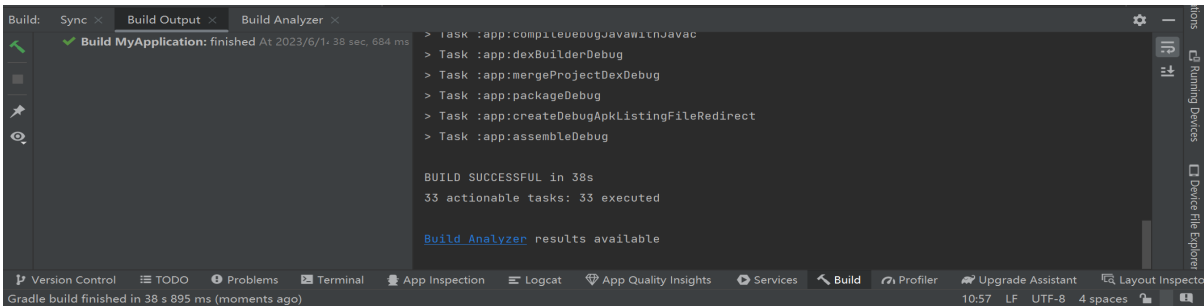 Build: Sync Build Output Build Analyzer
Build MyApplication: finished At 2023/6/1 38 sec, 684 ms
> Task :app:compileDebugJavaWithJavac
> Task :app:dexBuilderDebug
> Task :app:mergeProjectDexDebug
> Task :app:packageDebug
> Task :app:createDebugApkListingFileRedirect
> Task :app:assembleDebug
BUILD SUCCESSFUL in 38s
33 actionable tasks: 33 executed
Build Analyzer results available
Running Devices
Device File Explorer
Version Control TODO Problems Terminal App Inspection Logcat App Quality Insights Services Build Profiler Upgrade Assistant Layout Inspecto
Gradle build finished in 38 s 895 ms (moments ago) 10:57 LF UTF-8 4 spaces